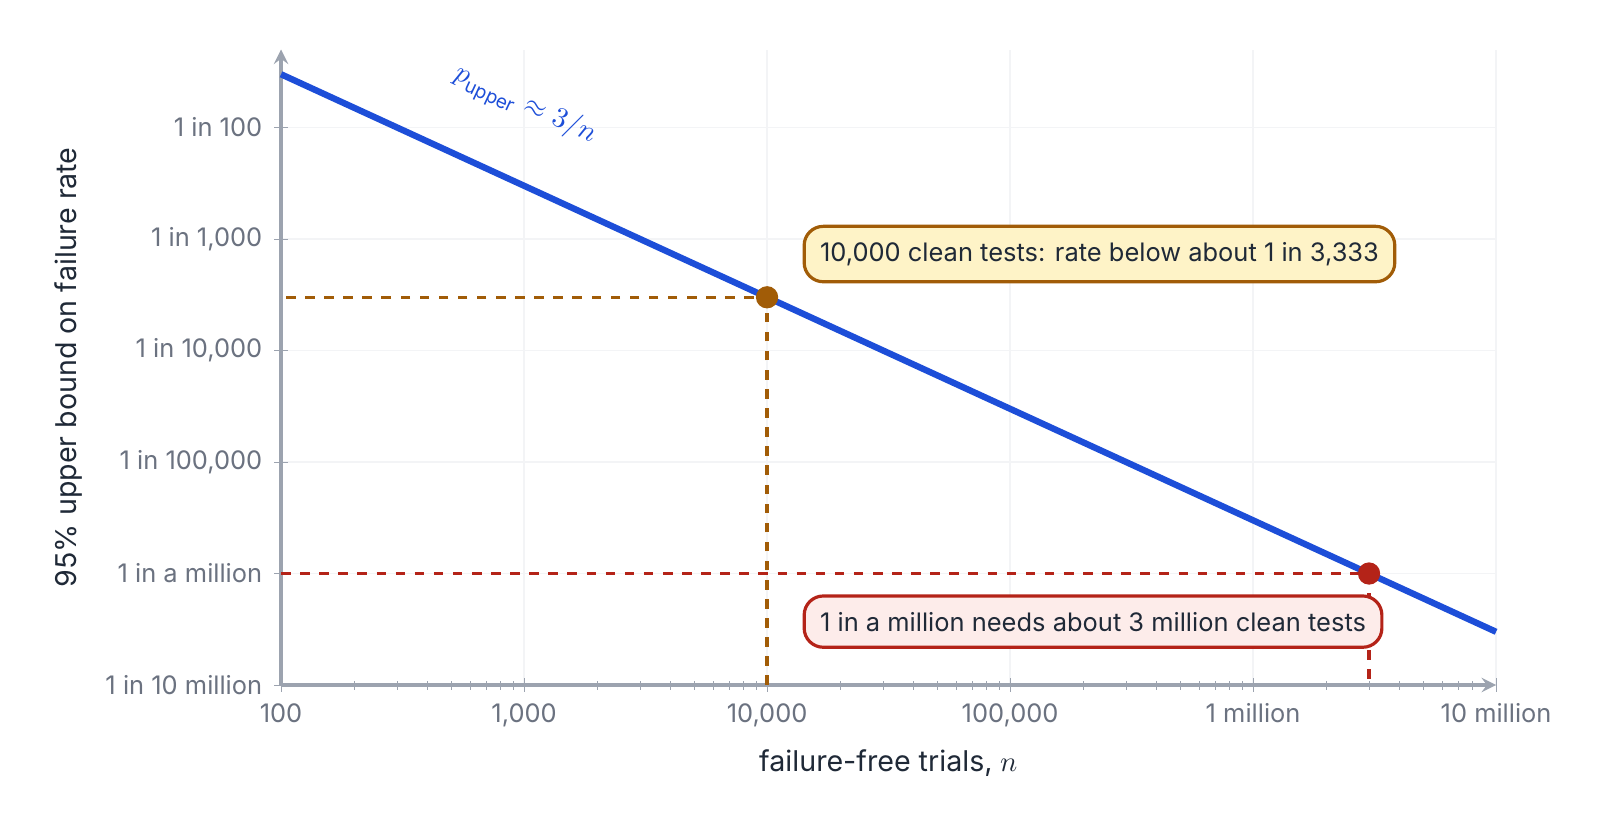 p_upper ≈ 3/n
95% upper bound on failure rate
1 in 100
1 in 1,000
1 in 10,000
1 in 100,000
1 in a million
1 in 10 million
10,000 clean tests: rate below about 1 in 3,333
1 in a million needs about 3 million clean tests
100
1,000
10,000
100,000
1 million
10 million
failure-free trials, n